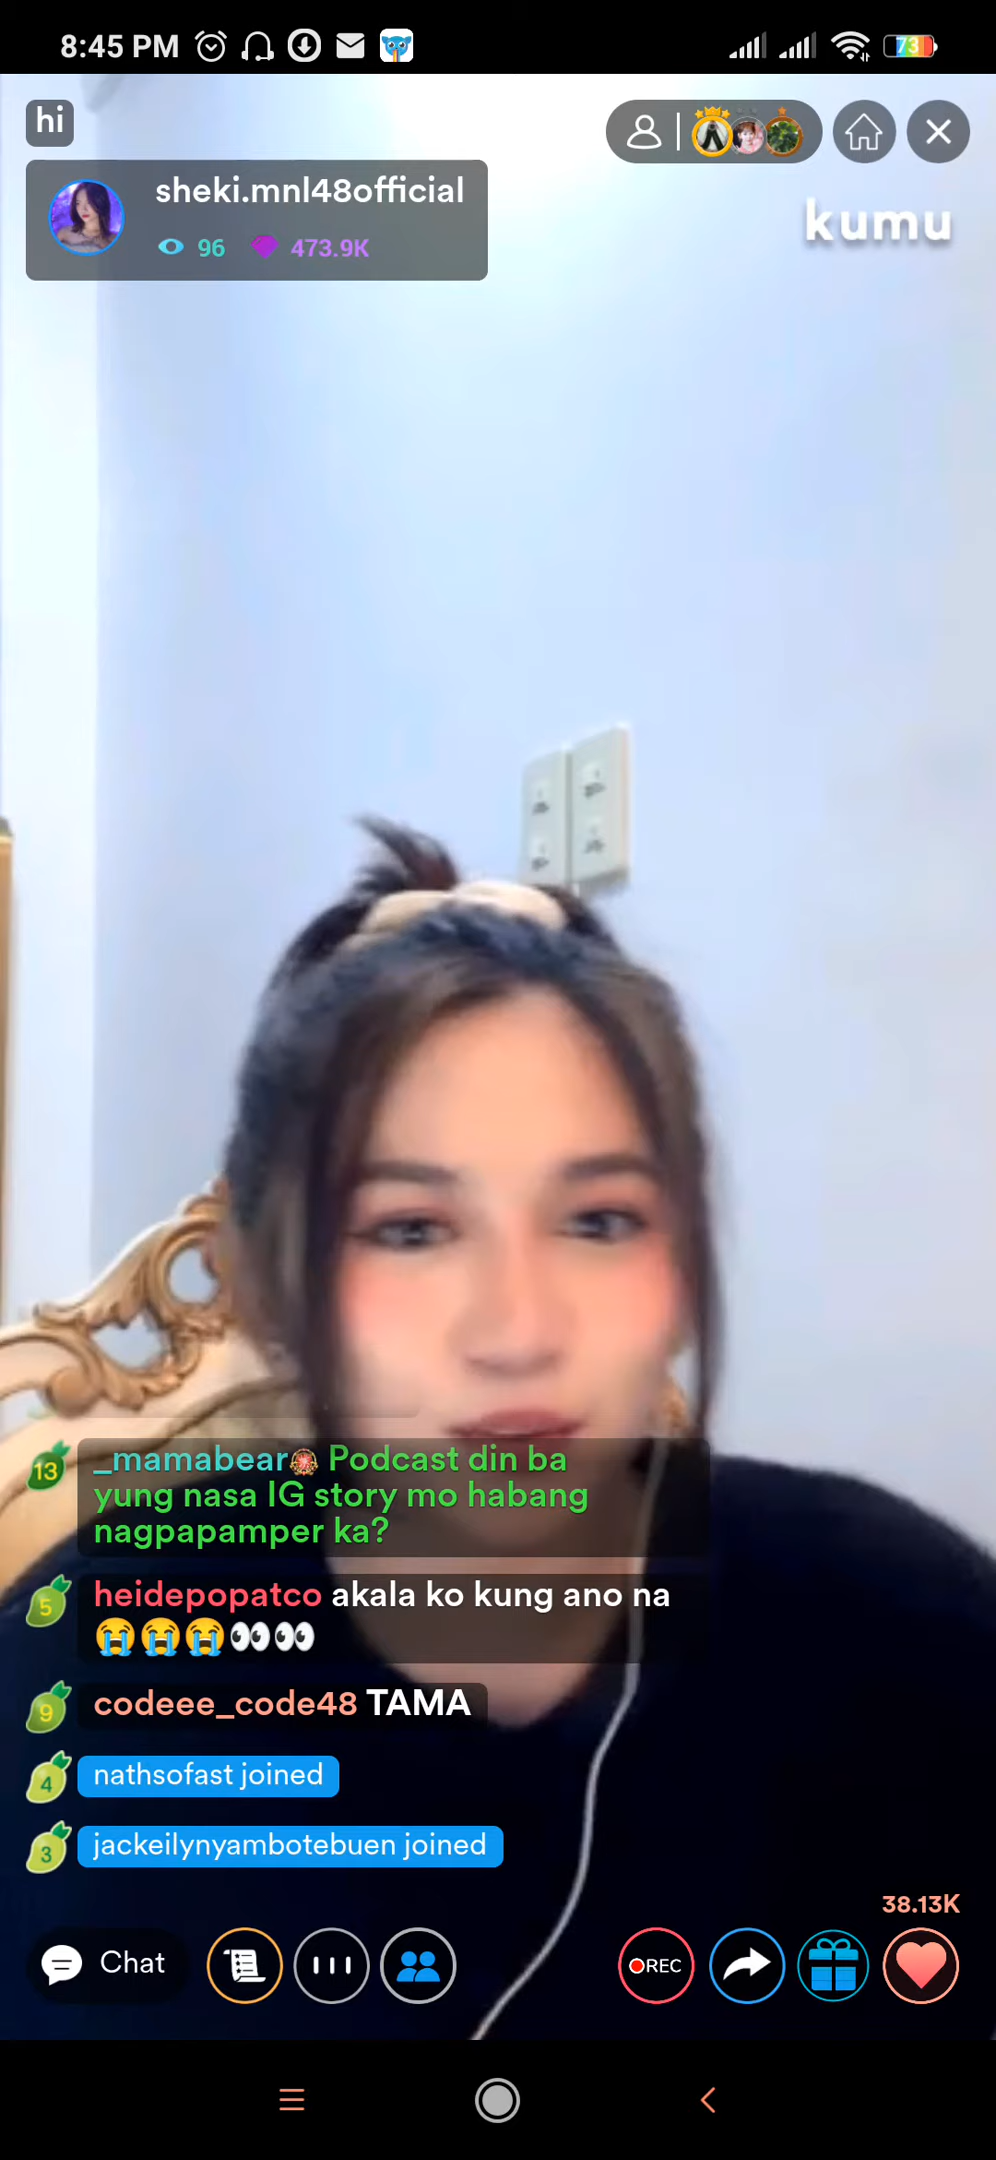 8:45 PM
73
hi
sheki.mnl48official
96 473.9K
kumu
13
_mamabear Podcast din ba
yung nasa IG story mo habang
nagpapamper ka?
5
heidepopatco akala ko kung ano na
😭😭😭👀👀
9
codeee_code48 TAMA
4
nathsofast joined
3
jackeilynyambotebuen joined
38.13K
Chat
REC